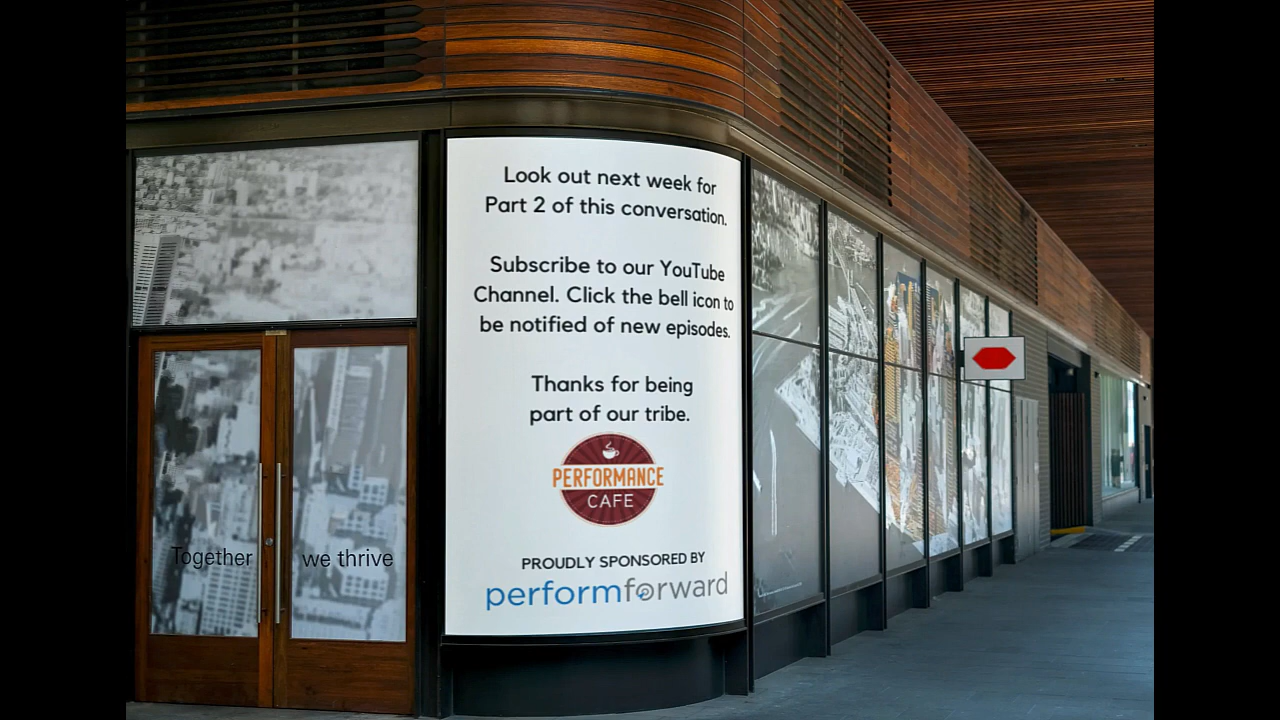 Look out next week for
Part 2 of this conversation.
Subscribe to our YouTube
Channel. Click the bell icon to
be notified of new episodes.
Thanks for being
part of our tribe.
PERFORMANCE
CAFE
PROUDLY SPONSORED BY
performforward
Together we thrive